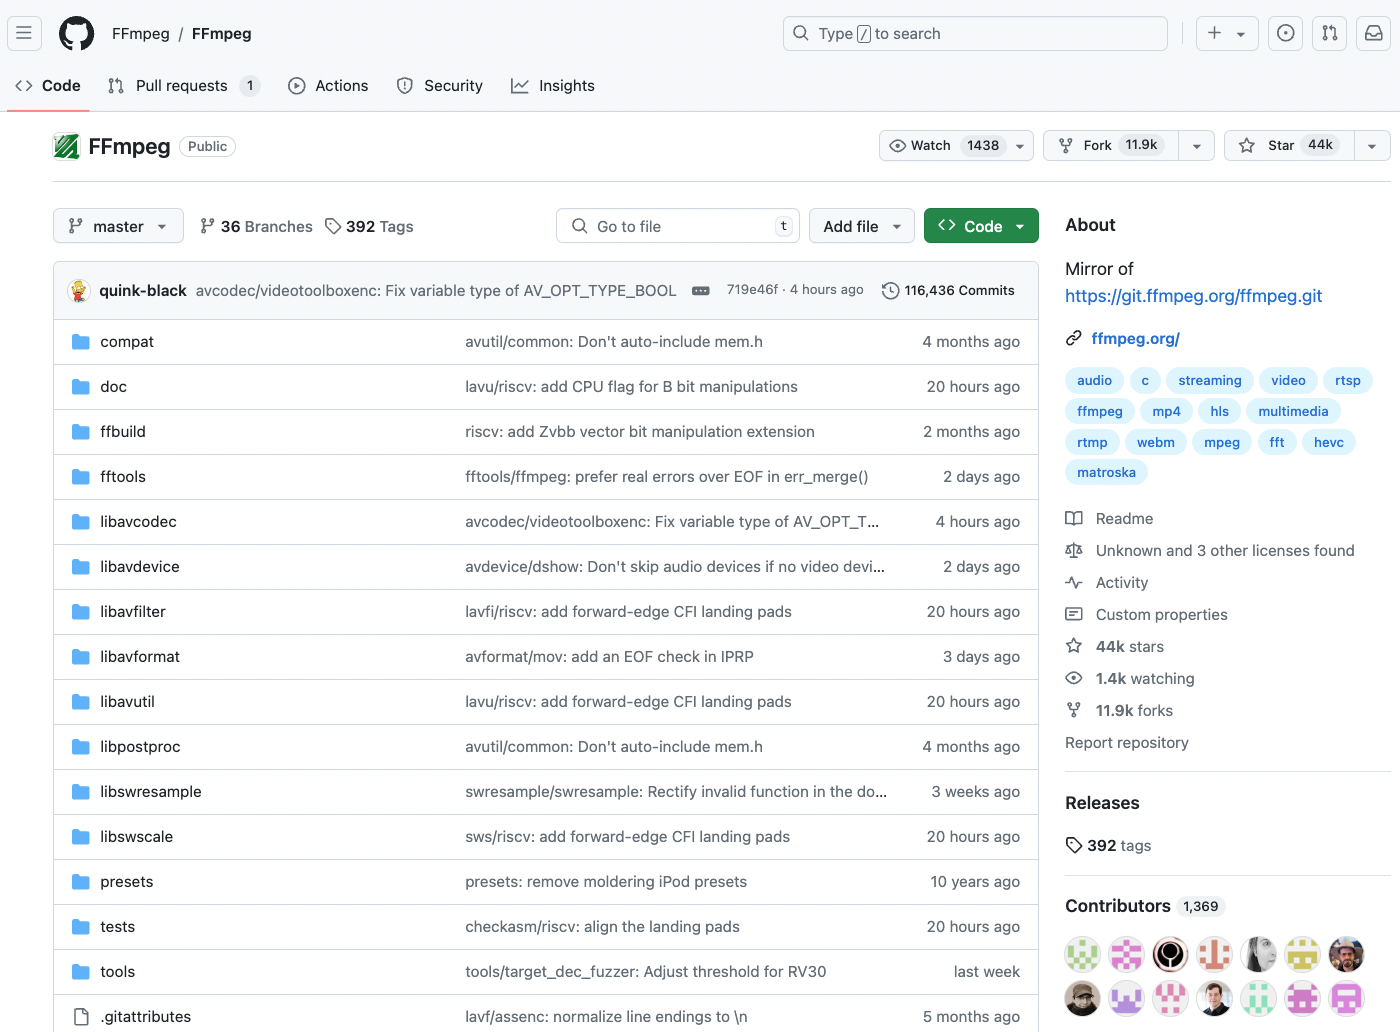 FFmpeg / FFmpeg
Type / to search
Code
Pull requests 1
Actions
Security
Insights
FFmpeg Public
Watch 1438
Fork 11.9k
Star 44k
master
36 Branches
392 Tags
Go to file t
Add file
Code
quink-black avcodec/videotoolboxenc: Fix variable type of AV_OPT_TYPE_BOOL 719e46f · 4 hours ago 116,436 Commits
compat avutil/common: Don't auto-include mem.h 4 months ago
doc lavu/riscv: add CPU flag for B bit manipulations 20 hours ago
ffbuild riscv: add Zvbb vector bit manipulation extension 2 months ago
fftools fftools/ffmpeg: prefer real errors over EOF in err_merge() 2 days ago
libavcodec avcodec/videotoolboxenc: Fix variable type of AV_OPT_T... 4 hours ago
libavdevice avdevice/dshow: Don't skip audio devices if no video devi... 2 days ago
libavfilter lavfi/riscv: add forward-edge CFI landing pads 20 hours ago
libavformat avformat/mov: add an EOF check in IPRP 3 days ago
libavutil lavu/riscv: add forward-edge CFI landing pads 20 hours ago
libpostproc avutil/common: Don't auto-include mem.h 4 months ago
libswresample swresample/swresample: Rectify invalid function in the do... 3 weeks ago
libswscale sws/riscv: add forward-edge CFI landing pads 20 hours ago
presets presets: remove moldering iPod presets 10 years ago
tests checkasm/riscv: align the landing pads 20 hours ago
tools tools/target_dec_fuzzer: Adjust threshold for RV30 last week
.gitattributes lavf/assenc: normalize line endings to \n 5 months ago
About
Mirror of
https://git.ffmpeg.org/ffmpeg.git
ffmpeg.org/
audio c streaming video rtsp
ffmpeg mp4 hls multimedia
rtmp webm mpeg fft hevc
matroska
Readme
Unknown and 3 other licenses found
Activity
Custom properties
44k stars
1.4k watching
11.9k forks
Report repository
Releases
392 tags
Contributors 1,369